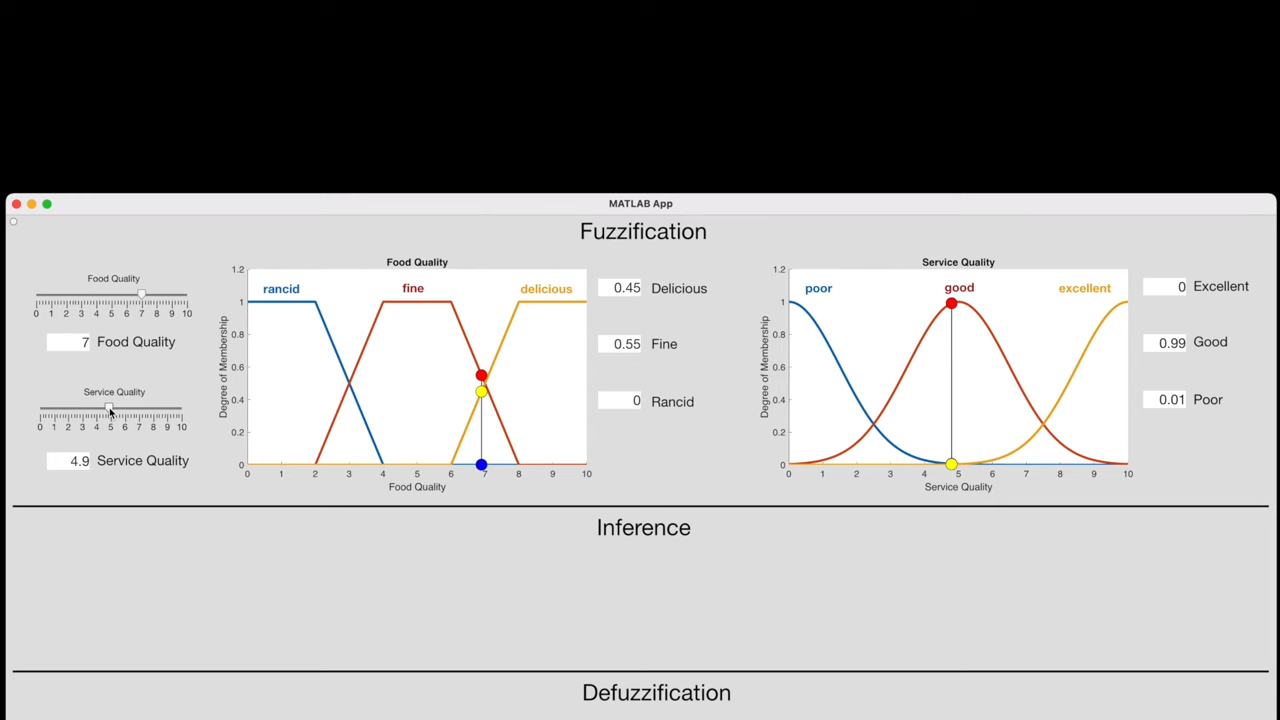 MATLAB App
Fuzzification
Food Quality
0 1 2 3 4 5 6 7 8 9 10
7 Food Quality
Service Quality
0 1 2 3 4 5 6 7 8 9 10
4.9 Service Quality
Food Quality
Degree of Membership
1.2
1
0.8
0.6
0.4
0.2
0
rancid fine delicious
0 1 2 3 4 5 6 7 8 9 10
Food Quality
0.45 Delicious
0.55 Fine
0 Rancid
Service Quality
Degree of Membership
1.2
1
0.8
0.6
0.4
0.2
0
poor good excellent
0 1 2 3 4 5 6 7 8 9 10
Service Quality
0 Excellent
0.99 Good
0.01 Poor
Inference
Defuzzification